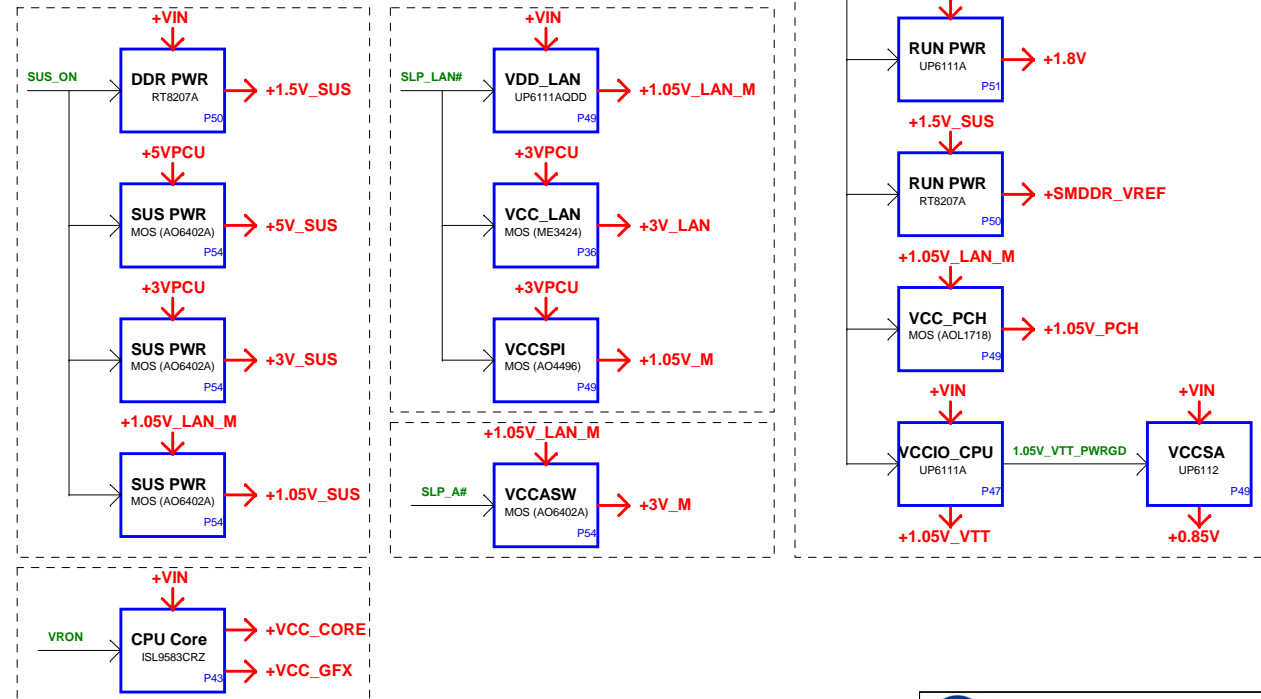 +VIN
SUS_ON
DDR PWR
RT8207A
P50
+1.5V_SUS
+5VPCU
SUS PWR
MOS (AO6402A)
P54
+5V_SUS
+3VPCU
SUS PWR
MOS (AO6402A)
P54
+3V_SUS
+1.05V_LAN_M
SUS PWR
MOS (AO6402A)
P54
+1.05V_SUS
+VIN
VRON
CPU Core
ISL9583CRZ
P43
+VCC_CORE
+VCC_GFX
+VIN
SLP_LAN#
VDD_LAN
UP6111AQDD
P49
+1.05V_LAN_M
+3VPCU
VCC_LAN
MOS (ME3424)
P36
+3V_LAN
+3VPCU
VCCSPI
MOS (AO4496)
P49
+1.05V_M
+1.05V_LAN_M
SLP_A#
VCCASW
MOS (AO6402A)
P54
+3V_M
RUN PWR
UP6111A
P51
+1.8V
+1.5V_SUS
RUN PWR
RT8207A
P50
+SMDDR_VREF
+1.05V_LAN_M
VCC_PCH
MOS (AOL1718)
P49
+1.05V_PCH
+VIN
VCCIO_CPU
UP6111A
P47
+1.05V_VTT
1.05V_VTT_PWRGD
+VIN
VCCSA
UP6112
P49
+0.85V